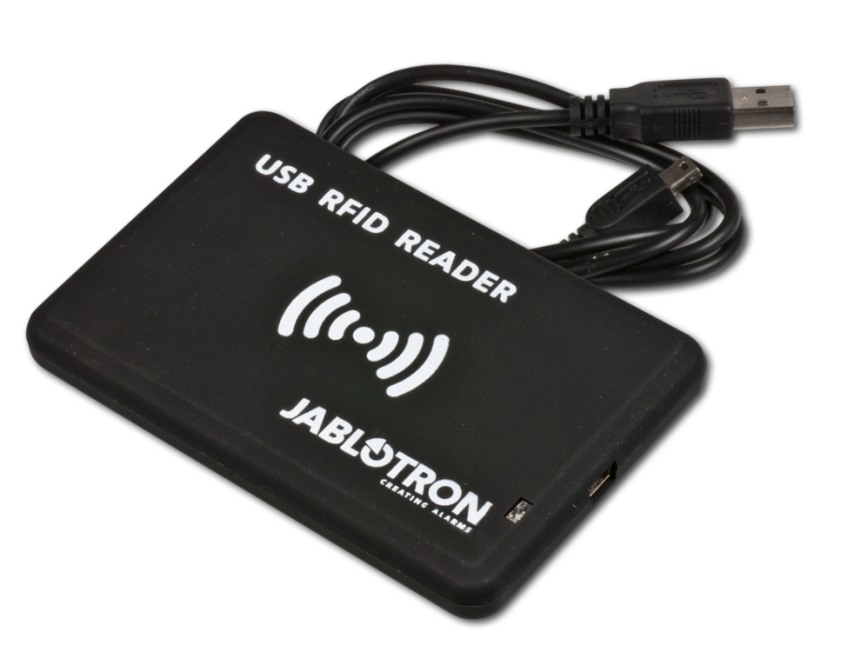 USB RFID READER
JABLOTRON
CREATING ALARMS